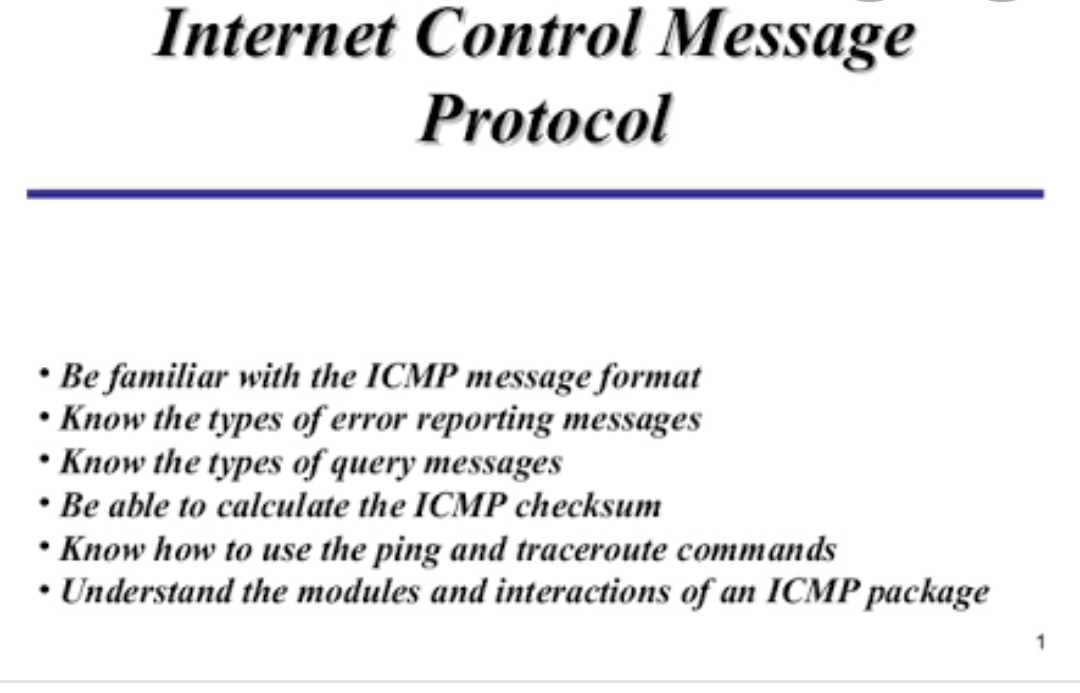 Internet Control Message
Protocol
• Be familiar with the ICMP message format
• Know the types of error reporting messages
• Know the types of query messages
• Be able to calculate the ICMP checksum
• Know how to use the ping and traceroute commands
• Understand the modules and interactions of an ICMP package
1